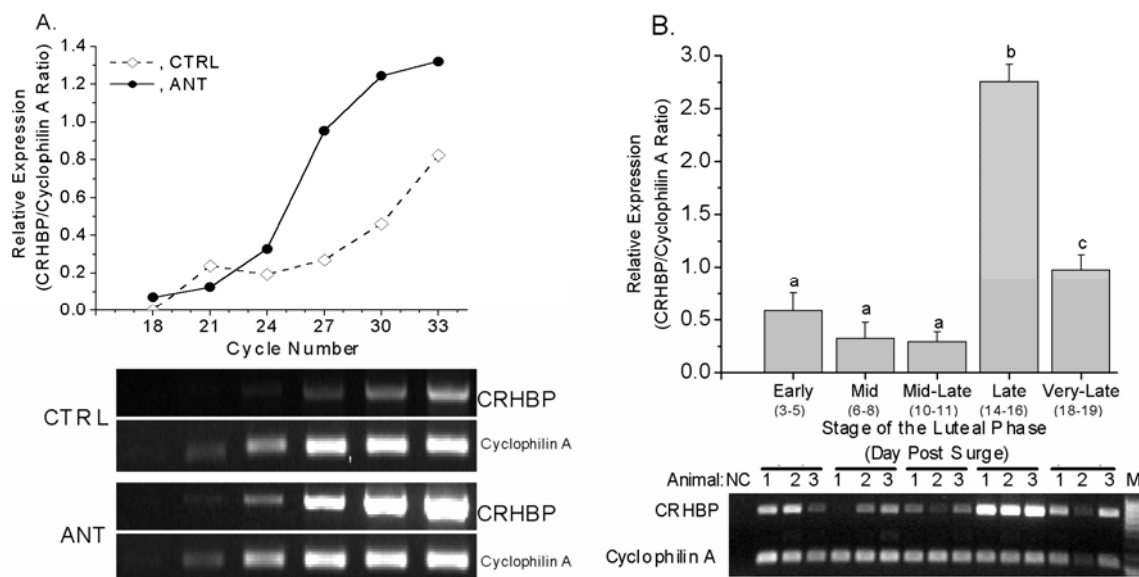 A.
1.4
1.2
1.0
0.8
0.6
0.4
0.2
0.0
Relative Expression
(CRHBP/Cyclophilin A Ratio)
, CTRL
, ANT
18 21 24 27 30 33
Cycle Number
CTRL
CRHBP
Cyclophilin A
ANT
CRHBP
Cyclophilin A
B.
3.0
2.5
2.0
1.5
1.0
0.5
0.0
Relative Expression
(CRHBP/Cyclophilin A Ratio)
a a a b c
Early Mid Mid-Late Late Very-Late
(3-5) (6-8) (10-11) (14-16) (18-19)
Stage of the Luteal Phase
(Day Post Surge)
Animal: NC 1 2 3 1 2 3 1 2 3 1 2 3 1 2 3 M
CRHBP
Cyclophilin A